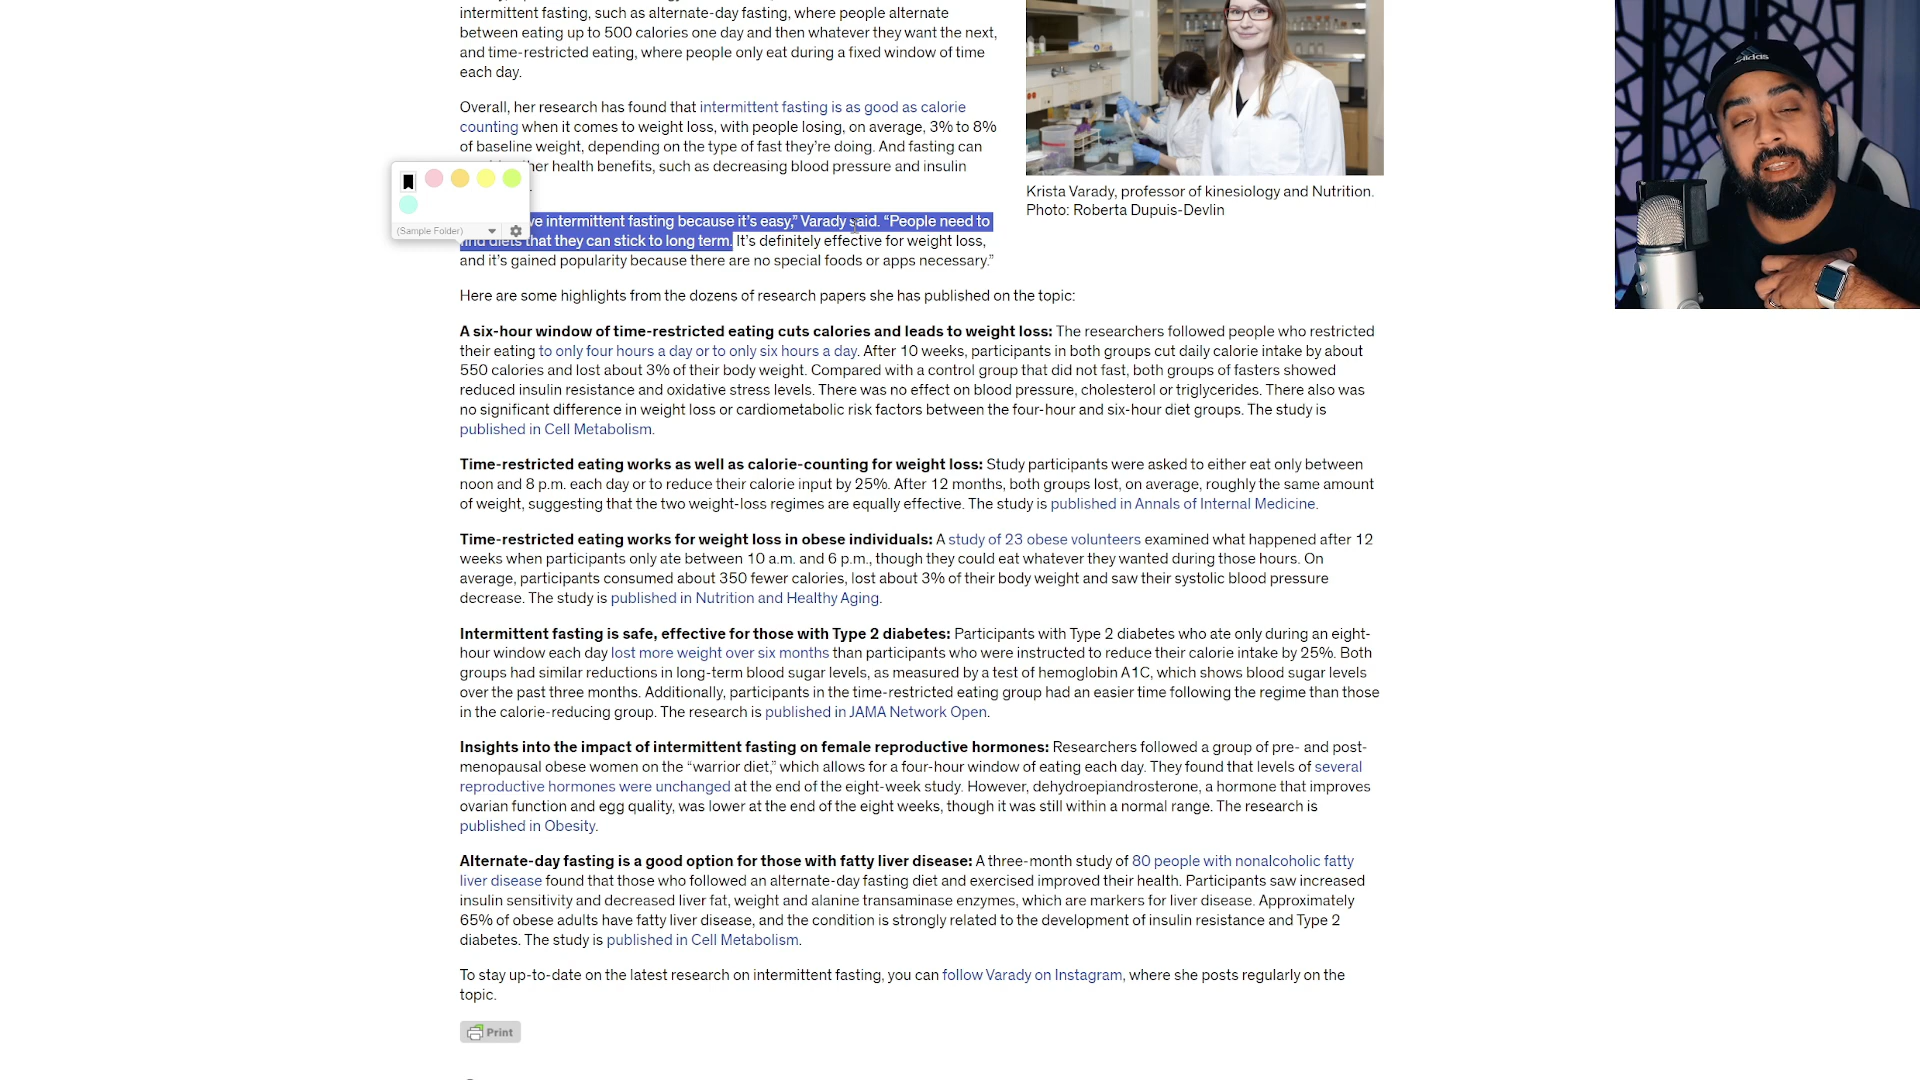 intermittent fasting, such as alternate-day fasting, where people alternate
between eating up to 500 calories one day and then whatever they want the next,
and time-restricted eating, where people only eat during a fixed window of time
each day.
Overall, her research has found that intermittent fasting is as good as calorie
counting when it comes to weight loss, with people losing, on average, 3% to 8%
of baseline weight, depending on the type of fast they’re doing. And fasting can
health benefits, such as decreasing blood pressure and insulin
intermittent fasting because it’s easy,” Varady said. “People need to
find diets that they can stick to long term. It’s definitely effective for weight loss,
and it’s gained popularity because there are no special foods or apps necessary.”
(Sample Folder)
adidas
Krista Varady, professor of kinesiology and Nutrition.
Photo: Roberta Dupuis-Devlin
Here are some highlights from the dozens of research papers she has published on the topic:
A six-hour window of time-restricted eating cuts calories and leads to weight loss: The researchers followed people who restricted
their eating to only four hours a day or to only six hours a day. After 10 weeks, participants in both groups cut daily calorie intake by about
550 calories and lost about 3% of their body weight. Compared with a control group that did not fast, both groups of fasters showed
reduced insulin resistance and oxidative stress levels. There was no effect on blood pressure, cholesterol or triglycerides. There also was
no significant difference in weight loss or cardiometabolic risk factors between the four-hour and six-hour diet groups. The study is
published in Cell Metabolism.
Time-restricted eating works as well as calorie-counting for weight loss: Study participants were asked to either eat only between
noon and 8 p.m. each day or to reduce their calorie input by 25%. After 12 months, both groups lost, on average, roughly the same amount
of weight, suggesting that the two weight-loss regimes are equally effective. The study is published in Annals of Internal Medicine.
Time-restricted eating works for weight loss in obese individuals: A study of 23 obese volunteers examined what happened after 12
weeks when participants only ate between 10 a.m. and 6 p.m., though they could eat whatever they wanted during those hours. On
average, participants consumed about 350 fewer calories, lost about 3% of their body weight and saw their systolic blood pressure
decrease. The study is published in Nutrition and Healthy Aging.
Intermittent fasting is safe, effective for those with Type 2 diabetes: Participants with Type 2 diabetes who ate only during an eight-
hour window each day lost more weight over six months than participants who were instructed to reduce their calorie intake by 25%. Both
groups had similar reductions in long-term blood sugar levels, as measured by a test of hemoglobin A1C, which shows blood sugar levels
over the past three months. Additionally, participants in the time-restricted eating group had an easier time following the regime than those
in the calorie-reducing group. The research is published in JAMA Network Open.
Insights into the impact of intermittent fasting on female reproductive hormones: Researchers followed a group of pre- and post-
menopausal obese women on the “warrior diet,” which allows for a four-hour window of eating each day. They found that levels of several
reproductive hormones were unchanged at the end of the eight-week study. However, dehydroepiandrosterone, a hormone that improves
ovarian function and egg quality, was lower at the end of the eight weeks, though it was still within a normal range. The research is
published in Obesity.
Alternate-day fasting is a good option for those with fatty liver disease: A three-month study of 80 people with nonalcoholic fatty
liver disease found that those who followed an alternate-day fasting diet and exercised improved their health. Participants saw increased
insulin sensitivity and decreased liver fat, weight and alanine transaminase enzymes, which are markers for liver disease. Approximately
65% of obese adults have fatty liver disease, and the condition is strongly related to the development of insulin resistance and Type 2
diabetes. The study is published in Cell Metabolism.
To stay up-to-date on the latest research on intermittent fasting, you can follow Varady on Instagram, where she posts regularly on the
topic.
Print